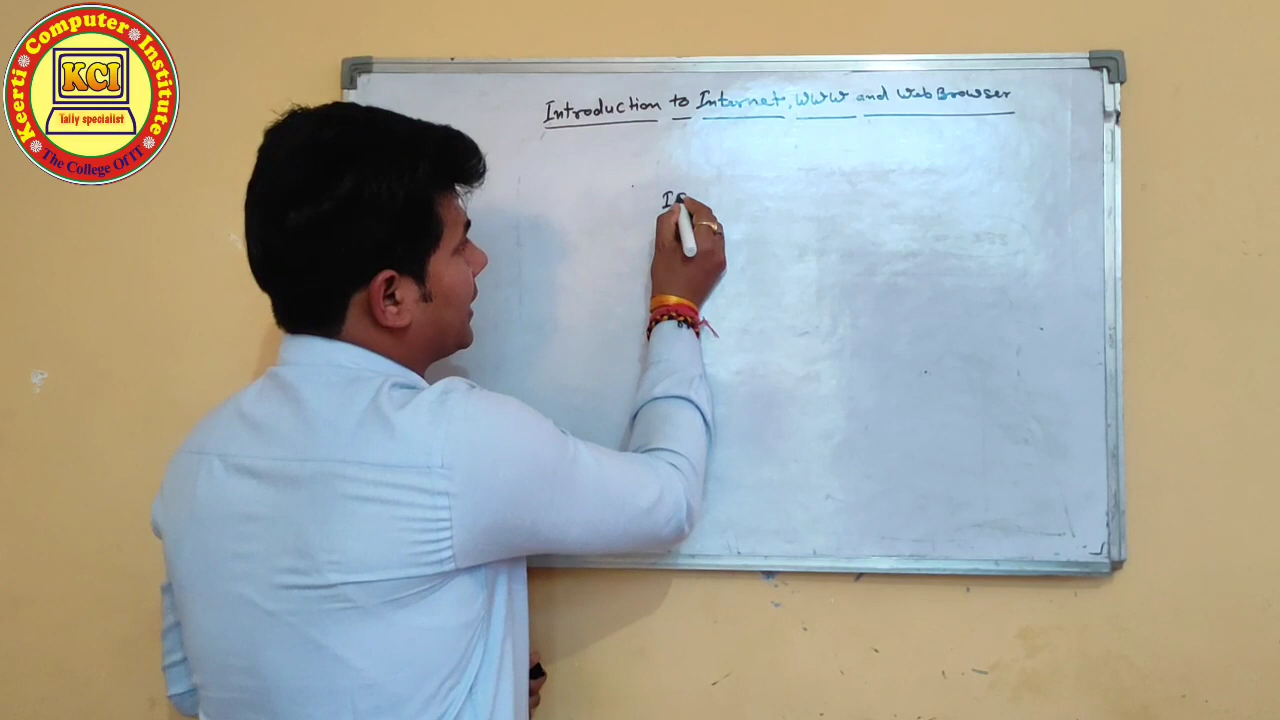 Keerti Computer Institute
KCI
Tally specialist
The College Of IT
Introduction to Internet, WWW and Web Browser